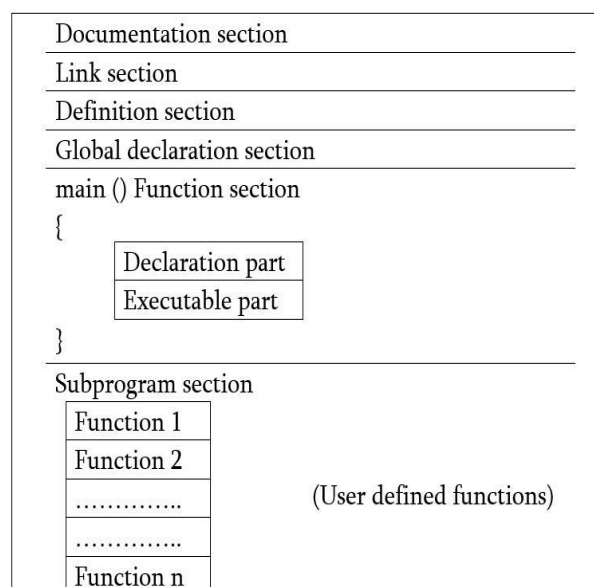 Documentation section
Link section
Definition section
Global declaration section
main () Function section
{
Declaration part
Executable part
}
Subprogram section
Function 1
Function 2
…………..
(User defined functions)
…………..
Function n